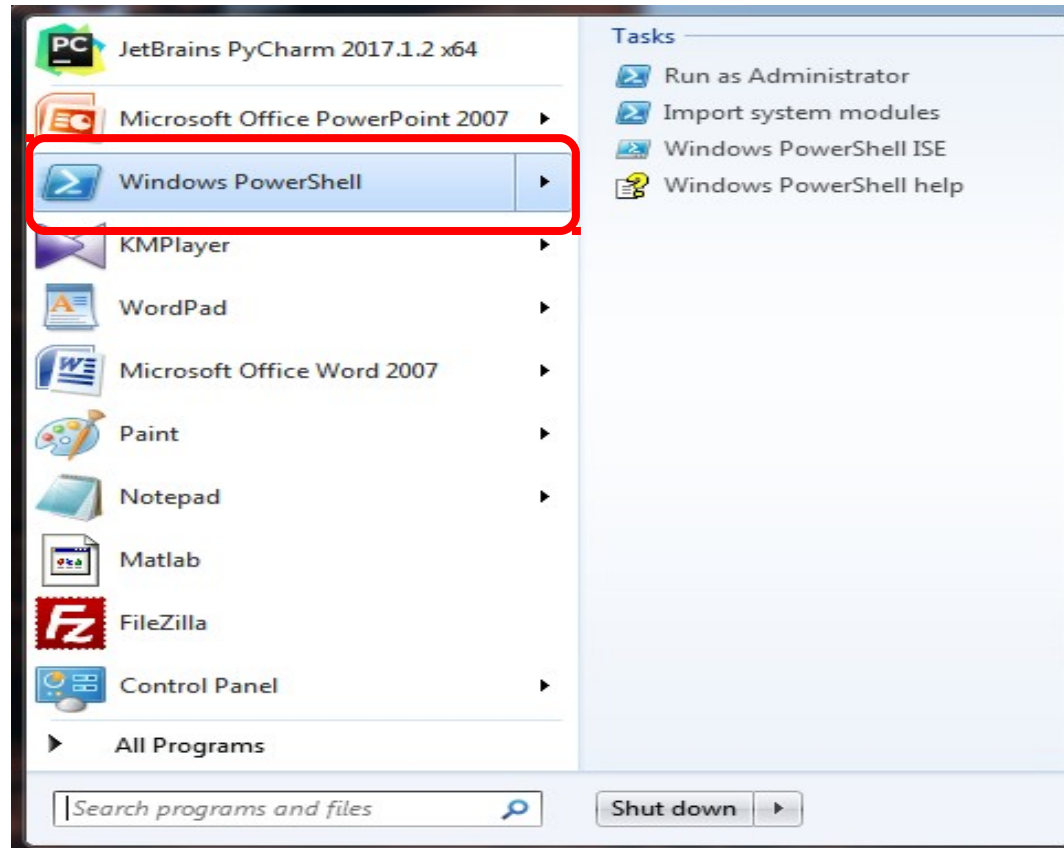 PC
JetBrains PyCharm 2017.1.2 x64
Microsoft Office PowerPoint 2007
Windows PowerShell
KMPlayer
WordPad
Microsoft Office Word 2007
Paint
Notepad
Matlab
FileZilla
Control Panel
All Programs
Search programs and files
Tasks
Run as Administrator
Import system modules
Windows PowerShell ISE
Windows PowerShell help
Shut down